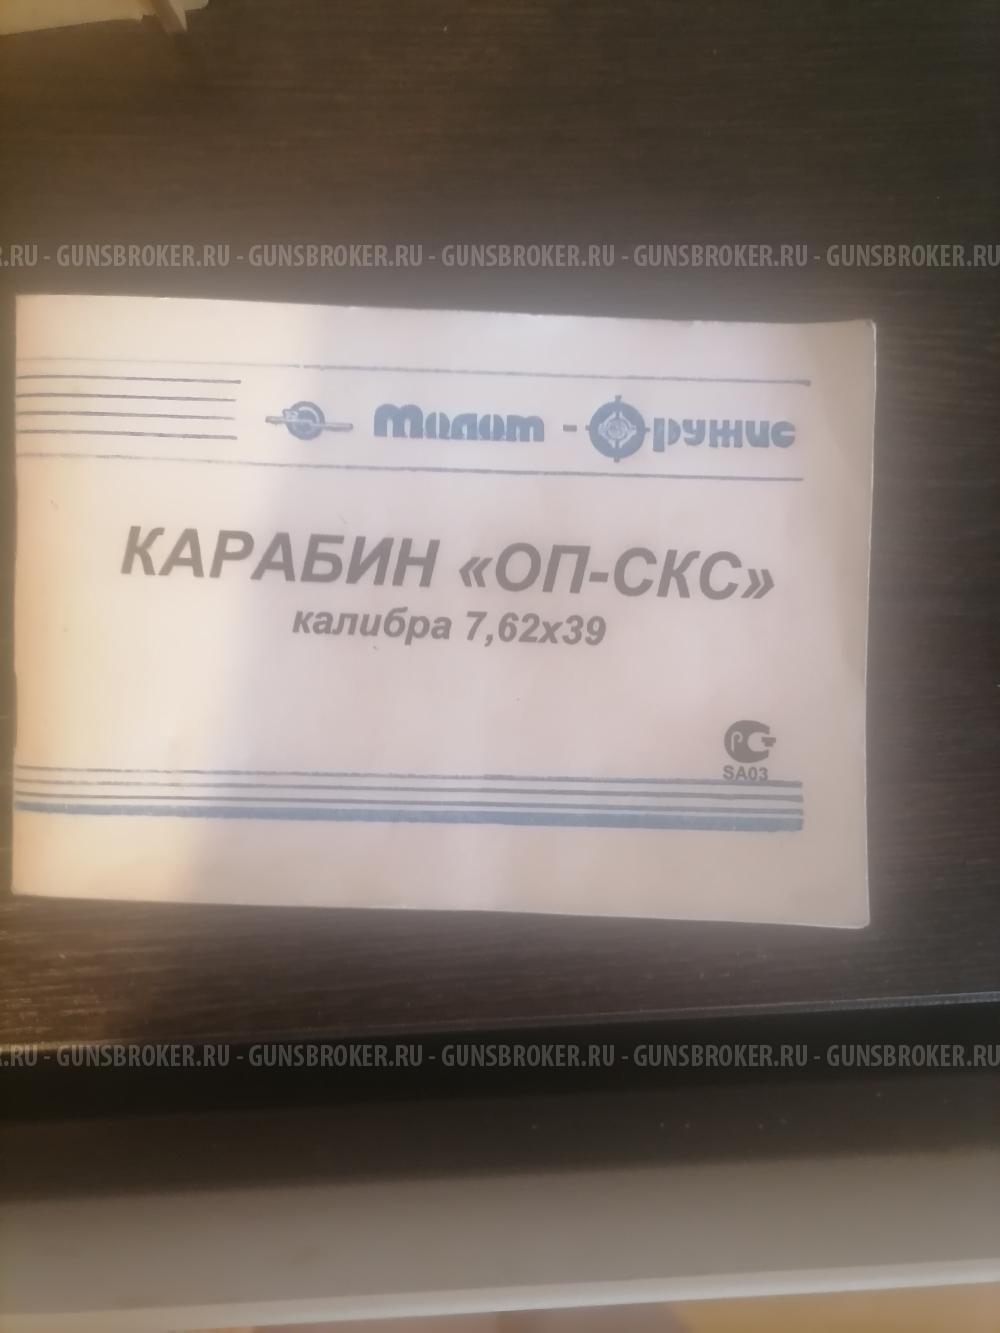 .RU - GUNSBROKER.RU - GUNSBROKER.RU - GUNSBROKER.RU - GUNSBROKER.RU - GUNSBROKER.RU
Молот - Оружие
КАРАБИН «ОП-СКС»
калибра 7,62х39
РС
SA03
.RU - GUNSBROKER.RU - GUNSBROKER.RU - GUNSBROKER.RU - GUNSBROKER.RU - GUNSBROKER.RU